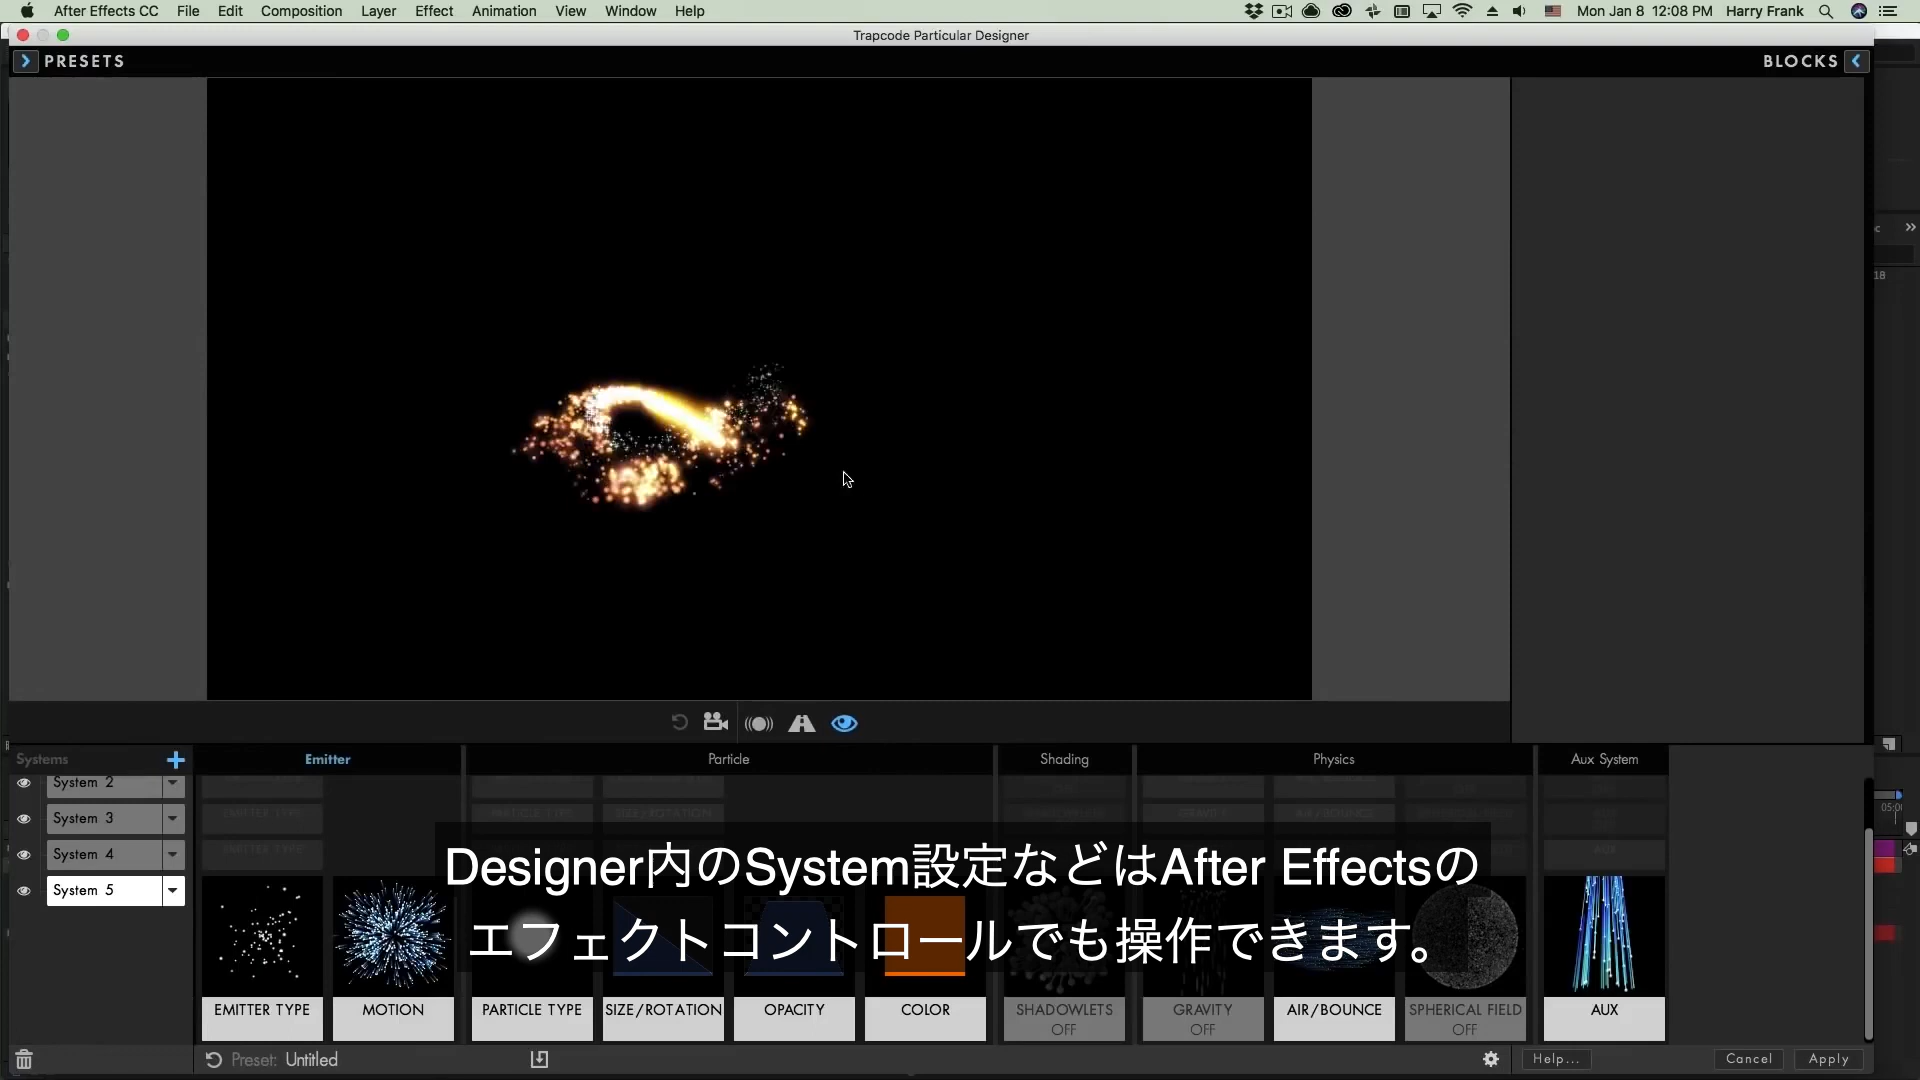 After Effects CC File Edit Composition Layer Effect Animation View Window Help Mon Jan 8 12:08 PM Harry Frank
Trapcode Particular Designer
PRESETS BLOCKS
18
Systems Emitter Particle Shading Physics Aux System
System 2
System 3
System 4
System 5
05:0
Designer内のSystem設定などはAfter Effectsの
エフェクトコントロールでも操作できます。
EMITTER TYPE MOTION PARTICLE TYPE SIZE/ROTATION OPACITY COLOR SHADOWLETS GRAVITY AIR/BOUNCE SPHERICAL FIELD AUX
OFF OFF OFF
Preset: Untitled Help... Cancel Apply